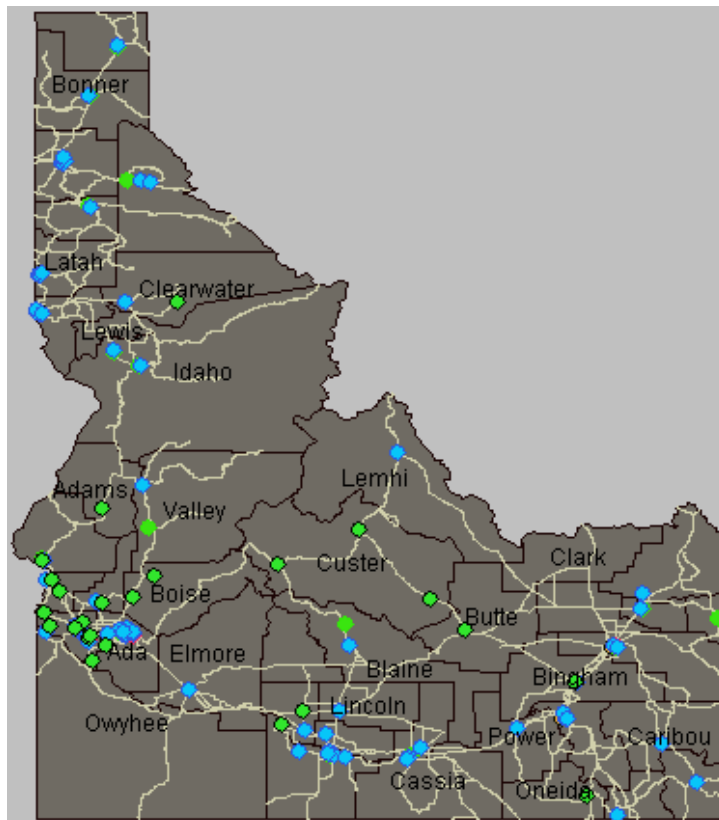 Bonner
Latah
Clearwater
Lewis
Idaho
Lemhi
Adams
Valley
Clark
Custer
Boise
Butte
Ada
Elmore
Blaine
Bingham
Lincoln
Owyhee
Power
Caribou
Cassia
Oneida